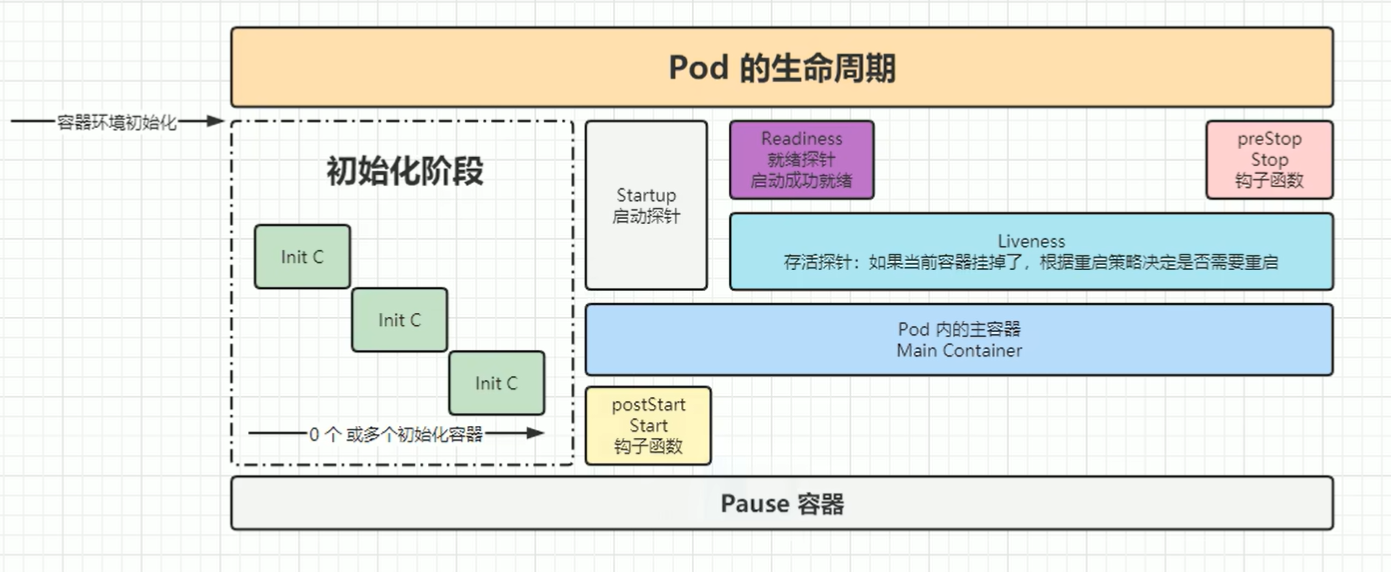 Pod 的生命周期
容器环境初始化
初始化阶段
Init C
Init C
Init C
0 个 或多个初始化容器
Startup
启动探针
Readiness
就绪探针
启动成功就绪
preStop
Stop
钩子函数
Liveness
存活探针：如果当前容器挂掉了，根据重启策略决定是否需要重启
Pod 内的主容器
Main Container
postStart
Start
钩子函数
Pause 容器